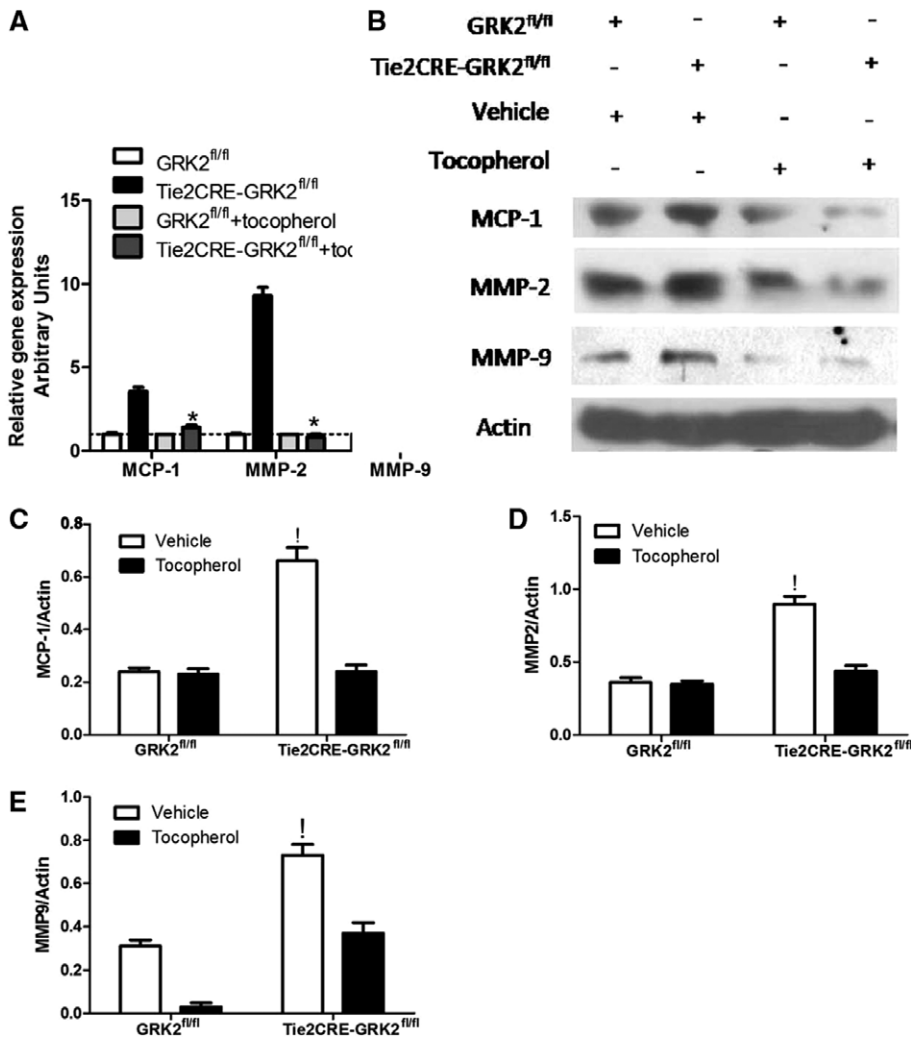 A
GRK2fl/fl
Tie2CRE-GRK2fl/fl
GRK2fl/fl+tocopherol
Tie2CRE-GRK2fl/fl+toc
Relative gene expression
Arbitrary Units
15
10
5
0
*
*
MCP-1 MMP-2 MMP-9
B
GRK2fl/fl + - + -
Tie2CRE-GRK2fl/fl - + - +
Vehicle + + - -
Tocopherol - - + +
MCP-1
MMP-2
MMP-9
Actin
C
MCP-1/Actin
0.8
0.6
0.4
0.2
0.0
Vehicle
Tocopherol
!
GRK2fl/fl Tie2CRE-GRK2fl/fl
D
MMP2/Actin
1.5
1.0
0.5
0.0
Vehicle
Tocopherol
!
GRK2fl/fl Tie2CRE-GRK2fl/fl
E
MMP9/Actin
1.0
0.8
0.6
0.4
0.2
0.0
Vehicle
Tocopherol
!
GRK2fl/fl Tie2CRE-GRK2fl/fl